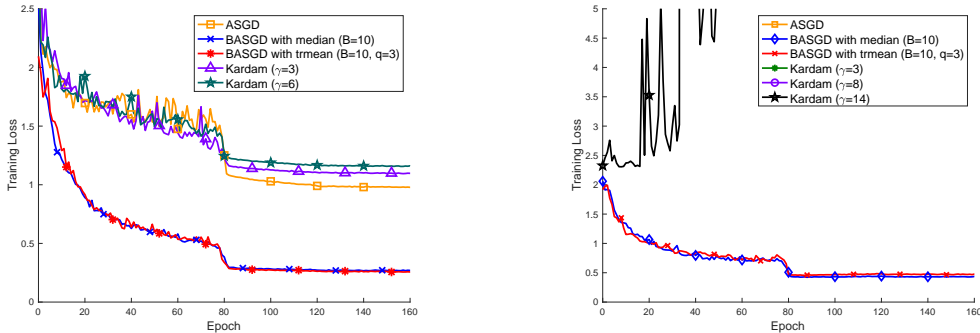 2.5
2
1.5
1
0.5
0
0 20 40 60 80 100 120 140 160
Training Loss
Epoch
ASGD
BASGD with median (B=10)
BASGD with trmean (B=10, q=3)
Kardam (γ=3)
Kardam (γ=6)
5
4.5
4
3.5
3
2.5
2
1.5
1
0.5
0
0 20 40 60 80 100 120 140 160
Training Loss
Epoch
ASGD
BASGD with median (B=10)
BASGD with trmean (B=10, q=3)
Kardam (γ=3)
Kardam (γ=8)
Kardam (γ=14)